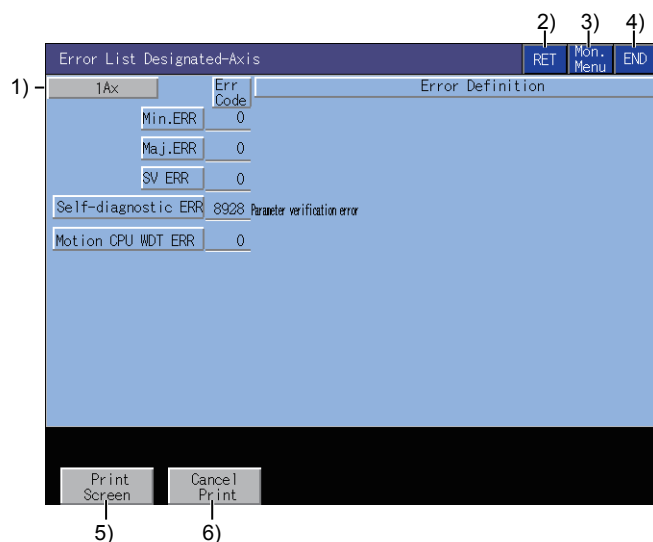 2) 3) 4)
Error List Designated-Axis RET Mon. Menu END
1) 1Ax Err Code Error Definition
Min.ERR 0
Maj.ERR 0
SV ERR 0
Self-diagnostic ERR 8928 Parameter verification error
Motion CPU WDT ERR 0
Print Screen Cancel Print
5) 6)